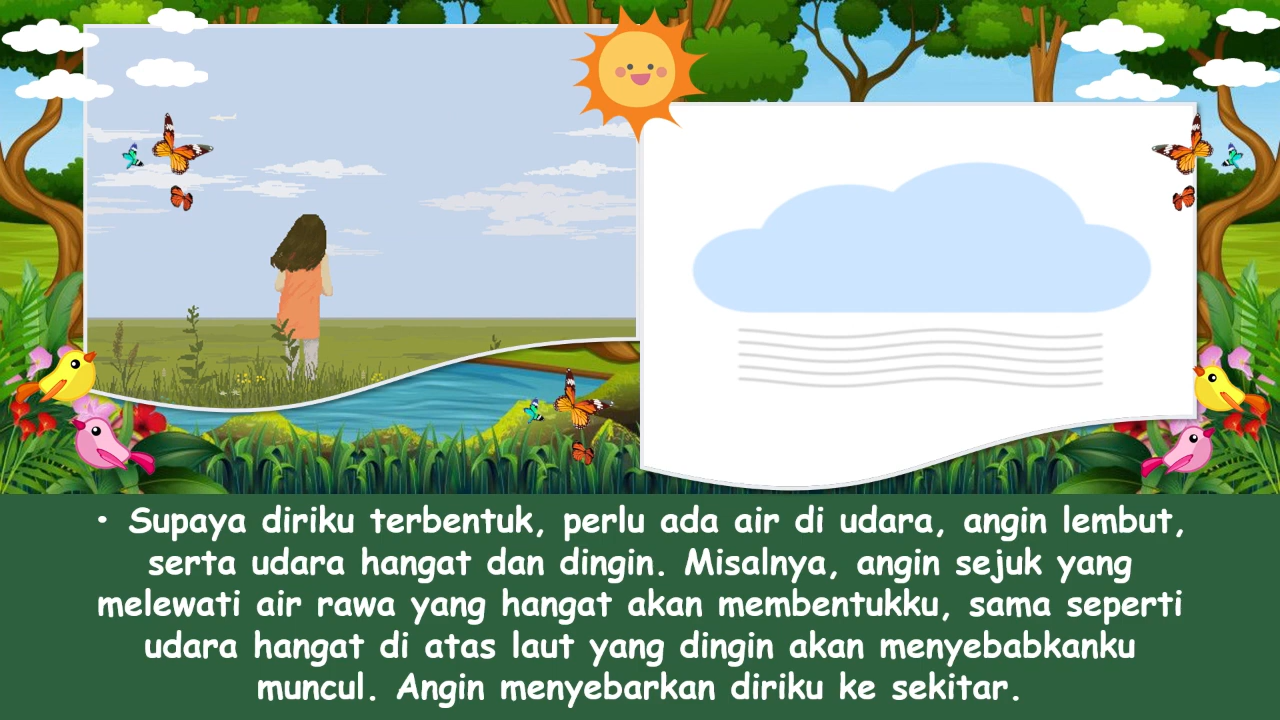 • Supaya diriku terbentuk, perlu ada air di udara, angin lembut,
serta udara hangat dan dingin. Misalnya, angin sejuk yang
melewati air rawa yang hangat akan membentukku, sama seperti
udara hangat di atas laut yang dingin akan menyebabkanku
muncul. Angin menyebarkan diriku ke sekitar.